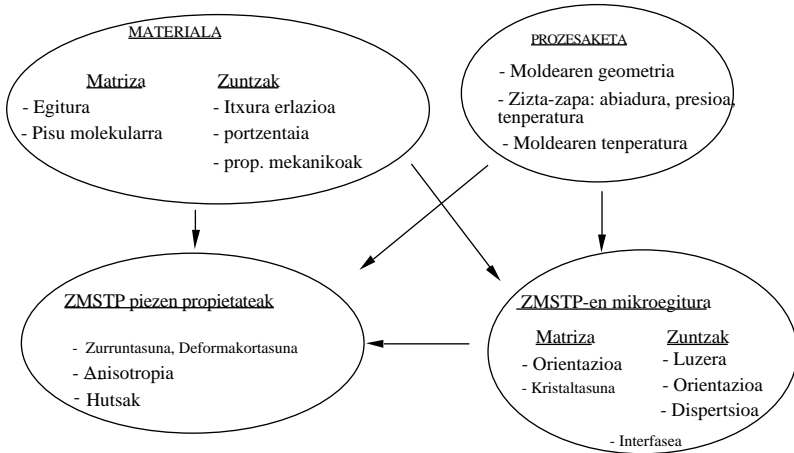 MATERIALA
Matriza
- Egitura
- Pisu molekularra
Zuntzak
- Itxura erlazioa
- portzentaia
- prop. mekanikoak
PROZESAKETA
- Moldearen geometria
- Zizta-zapa: abiadura, presioa,
tenperatura
- Moldearen tenperatura
ZMSTP piezen propietateak
- Zurruntasuna, Deformakortasuna
- Anisotropia
- Hutsak
ZMSTP-en mikroegitura
Matriza
- Orientazioa
- Kristaltasuna
Zuntzak
- Luzera
- Orientazioa
- Dispertsioa
- Interfasea